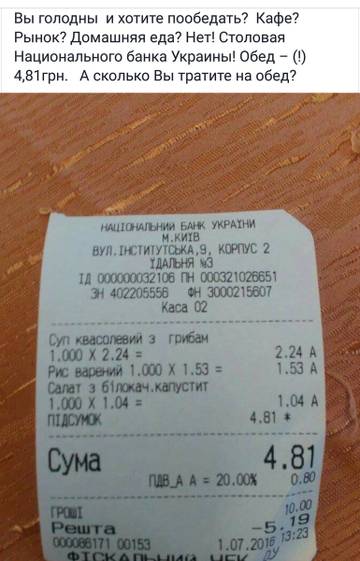 Вы голодны и хотите пообедать? Кафе?
Рынок? Домашняя еда? Нет! Столовая
Национального банка Украины! Обед – (!)
4,81грн. А сколько Вы тратите на обед?
НАЦІОНАЛЬНИЙ БАНК УКРАЇНИ
М.КИЇВ
ВУЛ.ІНСТИТУТСЬКА,9, КОРПУС 2
ЇДАЛЬНЯ №3
ІД 000000032106 ПН 000321026651
ЗН 402205556 ФН 3000215607
Каса 02
Суп квасолевий з грибам
1.000 X 2.24 = 2.24 А
Рис варений 1.000 X 1.53 = 1.53 А
Салат з білокач.капустит
1.000 X 1.04 = 1.04 А
ПІДСУМОК 4.81 *
Сума 4.81
ПДВ_А А = 20.00% 0.80
ГРОШІ 10.00
Решта -5.19
000086171 00153 1.07.2016 13:23
ФІСКАЛЬНИЙ ЧЕК